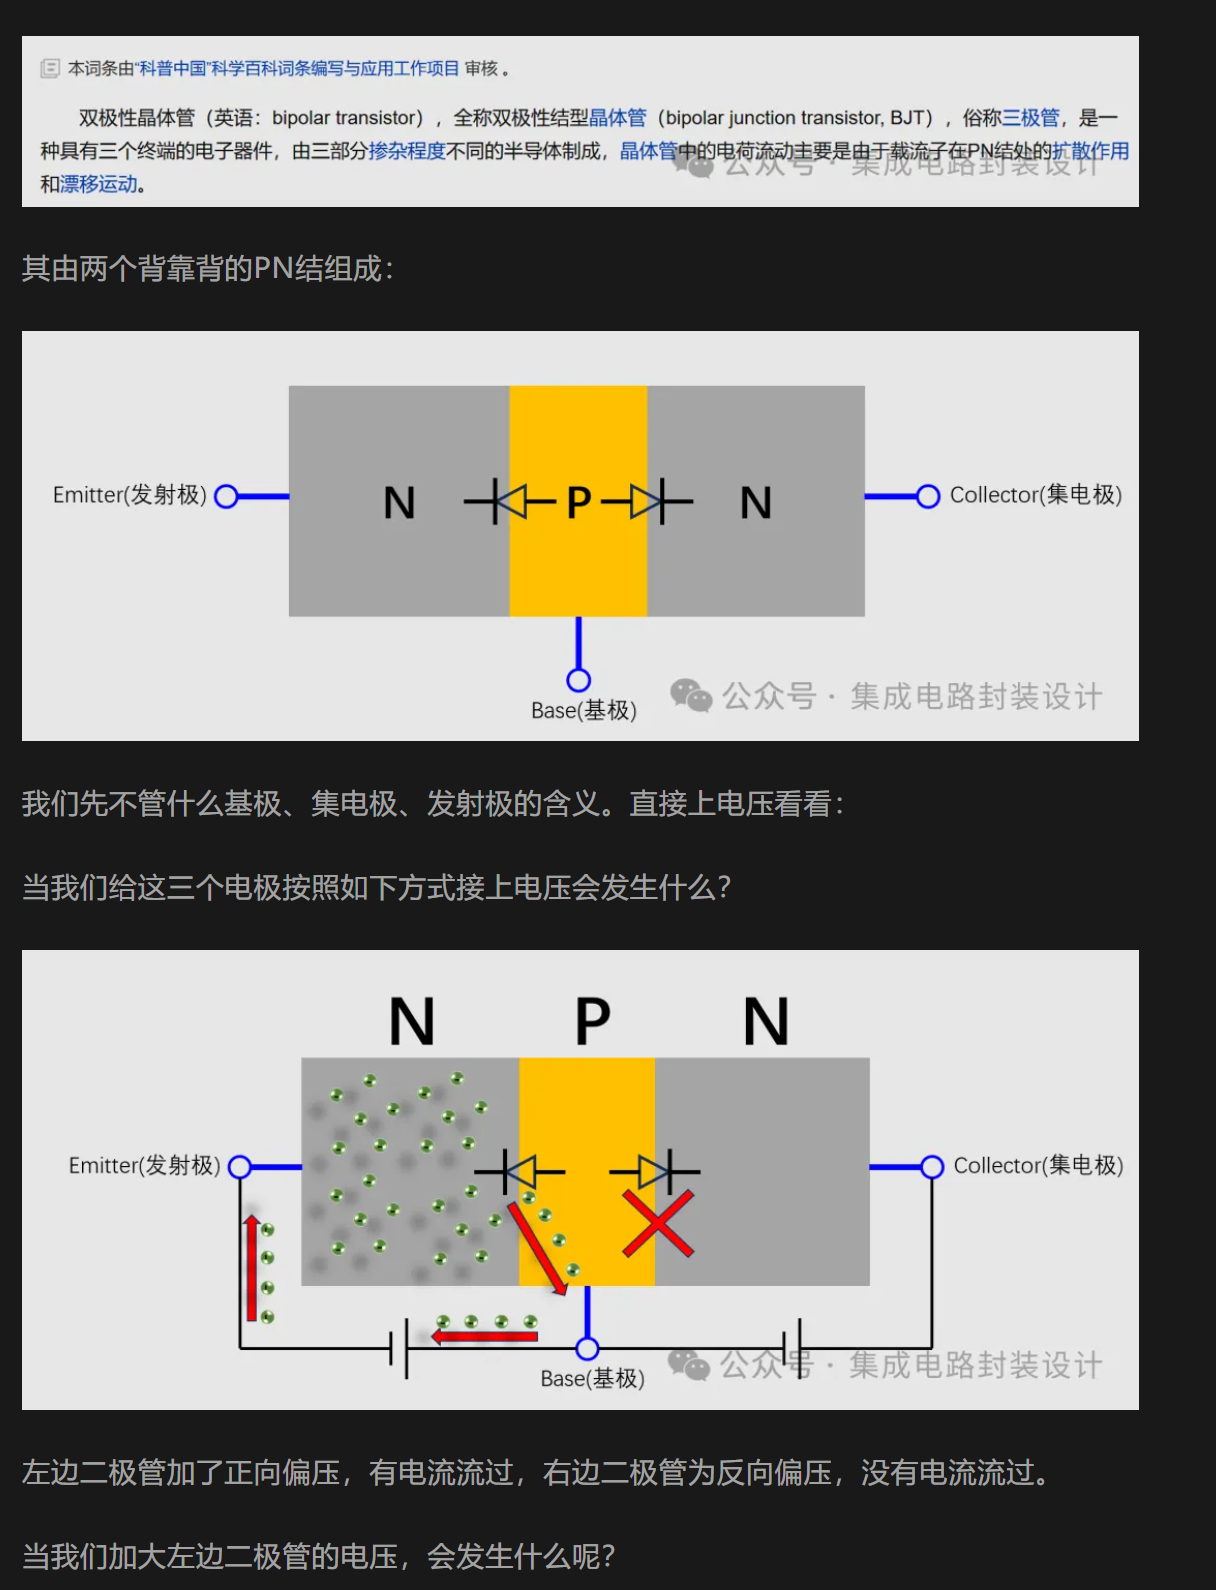 本词条由“科普中国”科学百科词条编写与应用工作项目 审核 。
双极性晶体管（英语：bipolar transistor），全称双极性结型晶体管（bipolar junction transistor, BJT），俗称三极管，是一
种具有三个终端的电子器件，由三部分掺杂程度不同的半导体制成，晶体管中的电荷流动主要是由于载流子在PN结处的扩散作用
和漂移运动。
公众号 · 集成电路封装设计
其由两个背靠背的PN结组成：
Emitter(发射极)
N
P
N
Collector(集电极)
Base(基极)
公众号 · 集成电路封装设计
我们先不管什么基极、集电极、发射极的含义。直接上电压看看：
当我们给这三个电极按照如下方式接上电压会发生什么？
N
P
N
Emitter(发射极)
Collector(集电极)
Base(基极)
公众号 · 集成电路封装设计
左边二极管加了正向偏压，有电流流过，右边二极管为反向偏压，没有电流流过。
当我们加大左边二极管的电压，会发生什么呢？